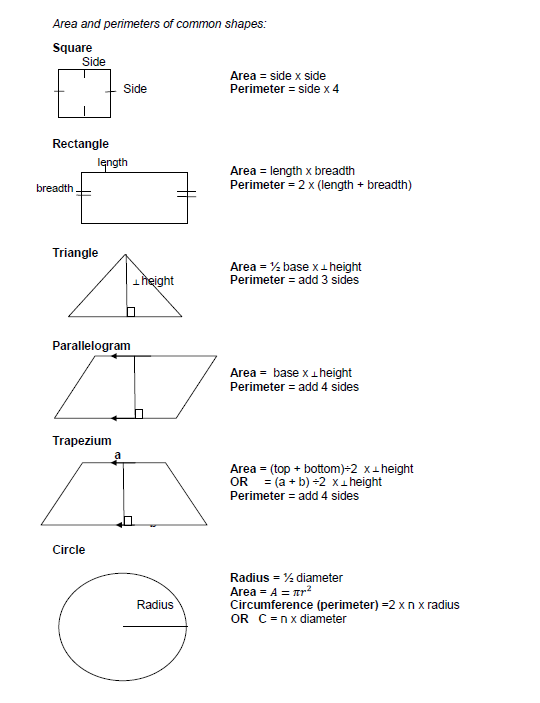 Area and perimeters of common shapes:
Square
Side
Side
Area = side x side
Perimeter = side x 4
Rectangle
length
breadth
Area = length x breadth
Perimeter = 2 x (length + breadth)
Triangle
⊥height
Area = ½ base x ⊥ height
Perimeter = add 3 sides
Parallelogram
Area = base x ⊥ height
Perimeter = add 4 sides
Trapezium
a
Area = (top + bottom)÷2 x ⊥ height
OR = (a + b) ÷2 x ⊥ height
Perimeter = add 4 sides
Circle
Radius
Radius = ½ diameter
Area = A = πr²
Circumference (perimeter) =2 x n x radius
OR C = n x diameter